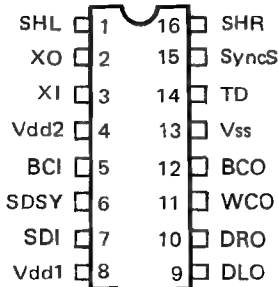 SHL 1 16 SHR
XO 2 15 SyncS
XI 3 14 TD
Vdd2 4 13 Vss
BCI 5 12 BCO
SDSY 6 11 WCO
SDI 7 10 DRO
Vdd1 8 9 DLO